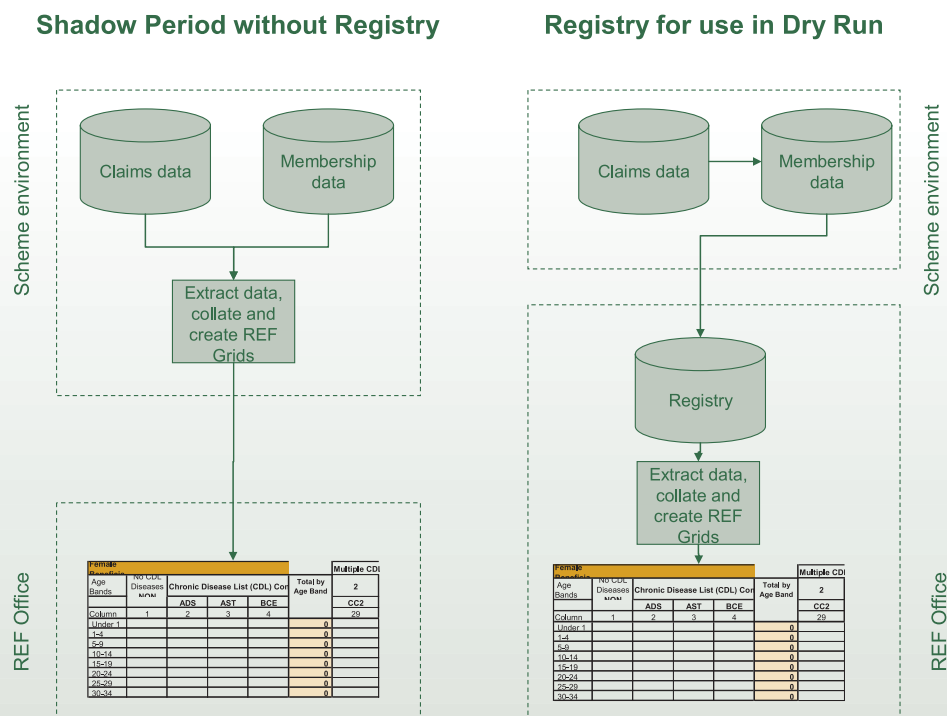 Shadow Period without Registry
Registry for use in Dry Run
Scheme environment
Claims data
Membership
data
Extract data,
collate and
create REF
Grids
REF Office
Female
Age
Bands
No CDL
Diseases
NON
Chronic Disease List (CDL) Con
Total by
Age Band
Multiple CDL
2
ADS AST BCE CC2
Column 1 2 3 4 29
Under 1 0
1-4 0
5-9 0
10-14 0
15-19 0
20-24 0
25-29 0
30-34 0
Claims data
Membership
data
Scheme environment
Registry
Extract data,
collate and
create REF
Grids
Female
Age
Bands
No CDL
Diseases
NON
Chronic Disease List (CDL) Con
Total by
Age Band
Multiple CDL
2
ADS AST BCE CC2
Column 1 2 3 4 29
Under 1 0
1-4 0
5-9 0
10-14 0
15-19 0
20-24 0
25-29 0
30-34 0
REF Office